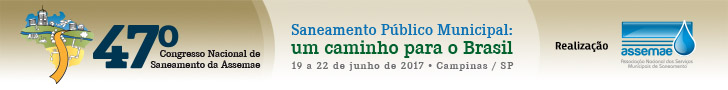 47º
Congresso Nacional de
Saneamento da Assemae
Saneamento Público Municipal:
um caminho para o Brasil
19 a 22 de junho de 2017 • Campinas / SP
Realização
assemae
Associação Nacional dos Serviços
Municipais de Saneamento